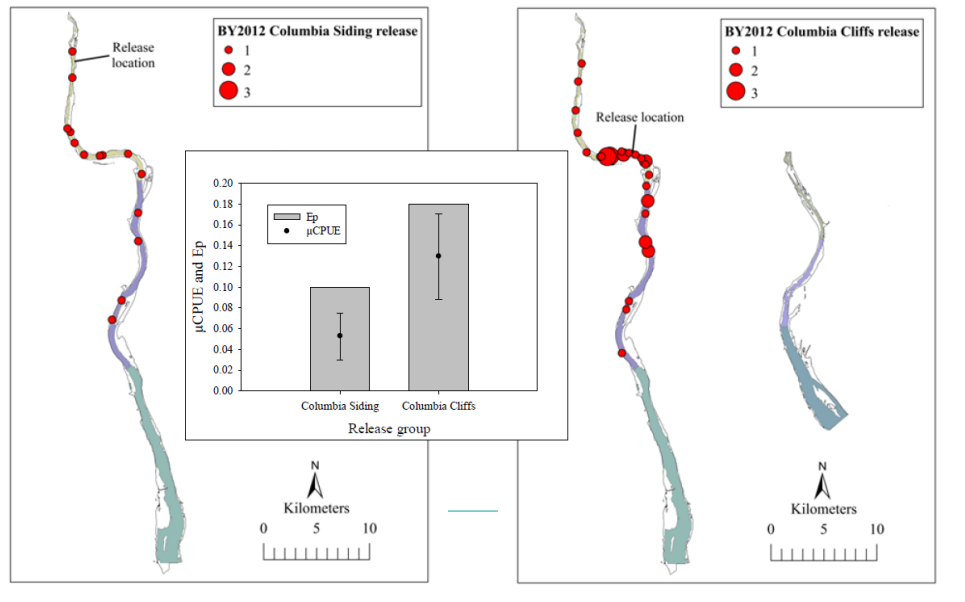 BY2012 Columbia Siding release
1
2
3
Release
location
N
Kilometers
0 5 10
0.20
0.18
0.16
0.14
0.12
0.10
0.08
0.06
0.04
0.02
0.00
μCPUE and Ep
Ep
μCPUE
Columbia Siding Columbia Cliffs
Release group
BY2012 Columbia Cliffs release
1
2
3
Release location
N
Kilometers
0 5 10